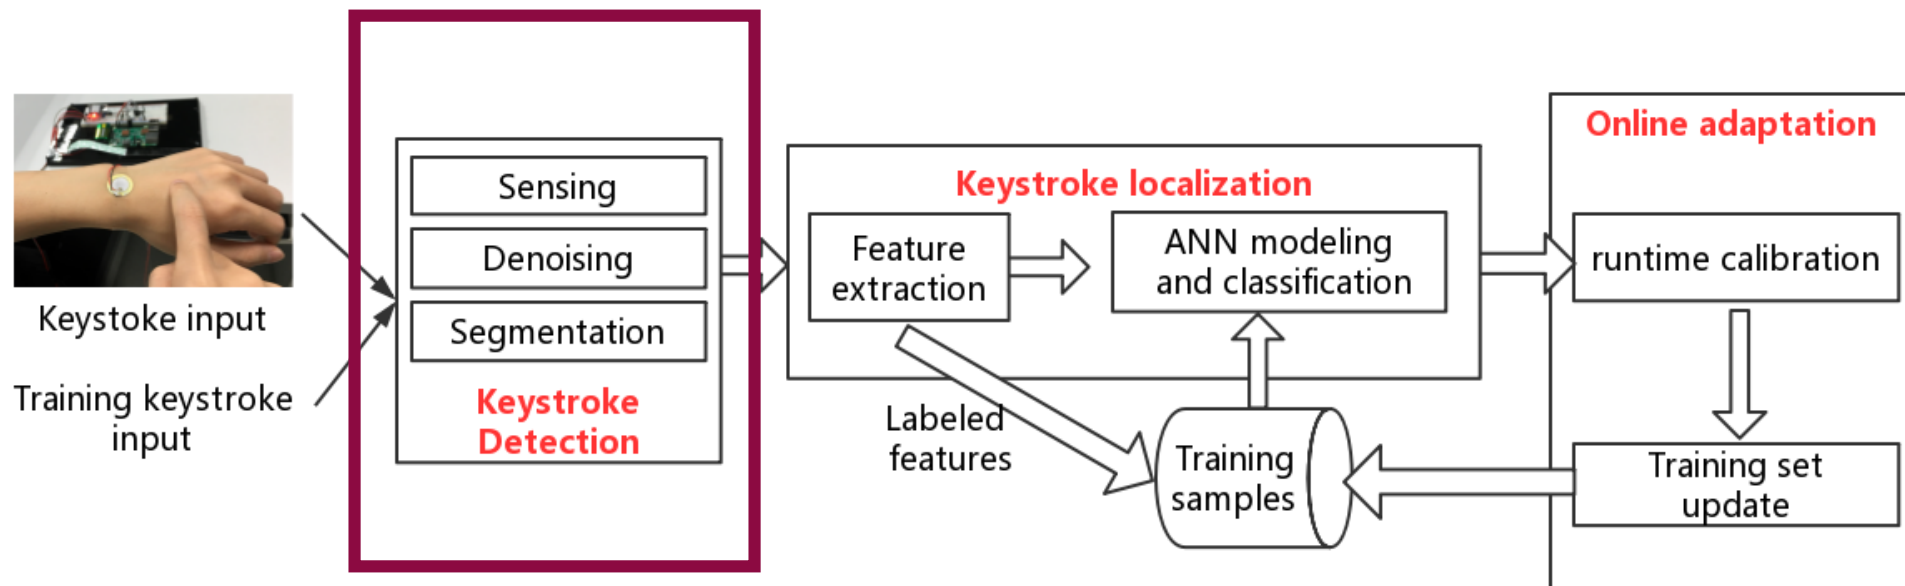 Keystoke input
Training keystroke
input
Sensing
Denoising
Segmentation
Keystroke
Detection
Keystroke localization
Feature
extraction
ANN modeling
and classification
Labeled
features
Training
samples
Online adaptation
runtime calibration
Training set
update